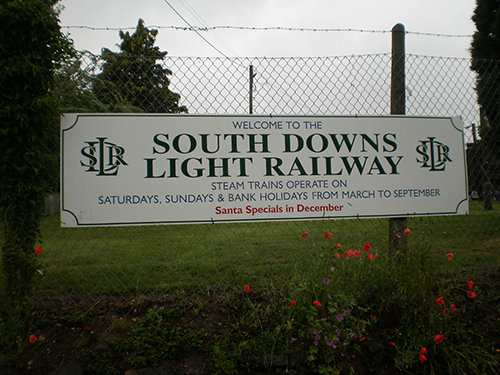 WELCOME TO THE
SLR SOUTH DOWNS SLR
LIGHT RAILWAY
STEAM TRAINS OPERATE ON
SATURDAYS, SUNDAYS & BANK HOLIDAYS FROM MARCH TO SEPTEMBER
Santa Specials in December